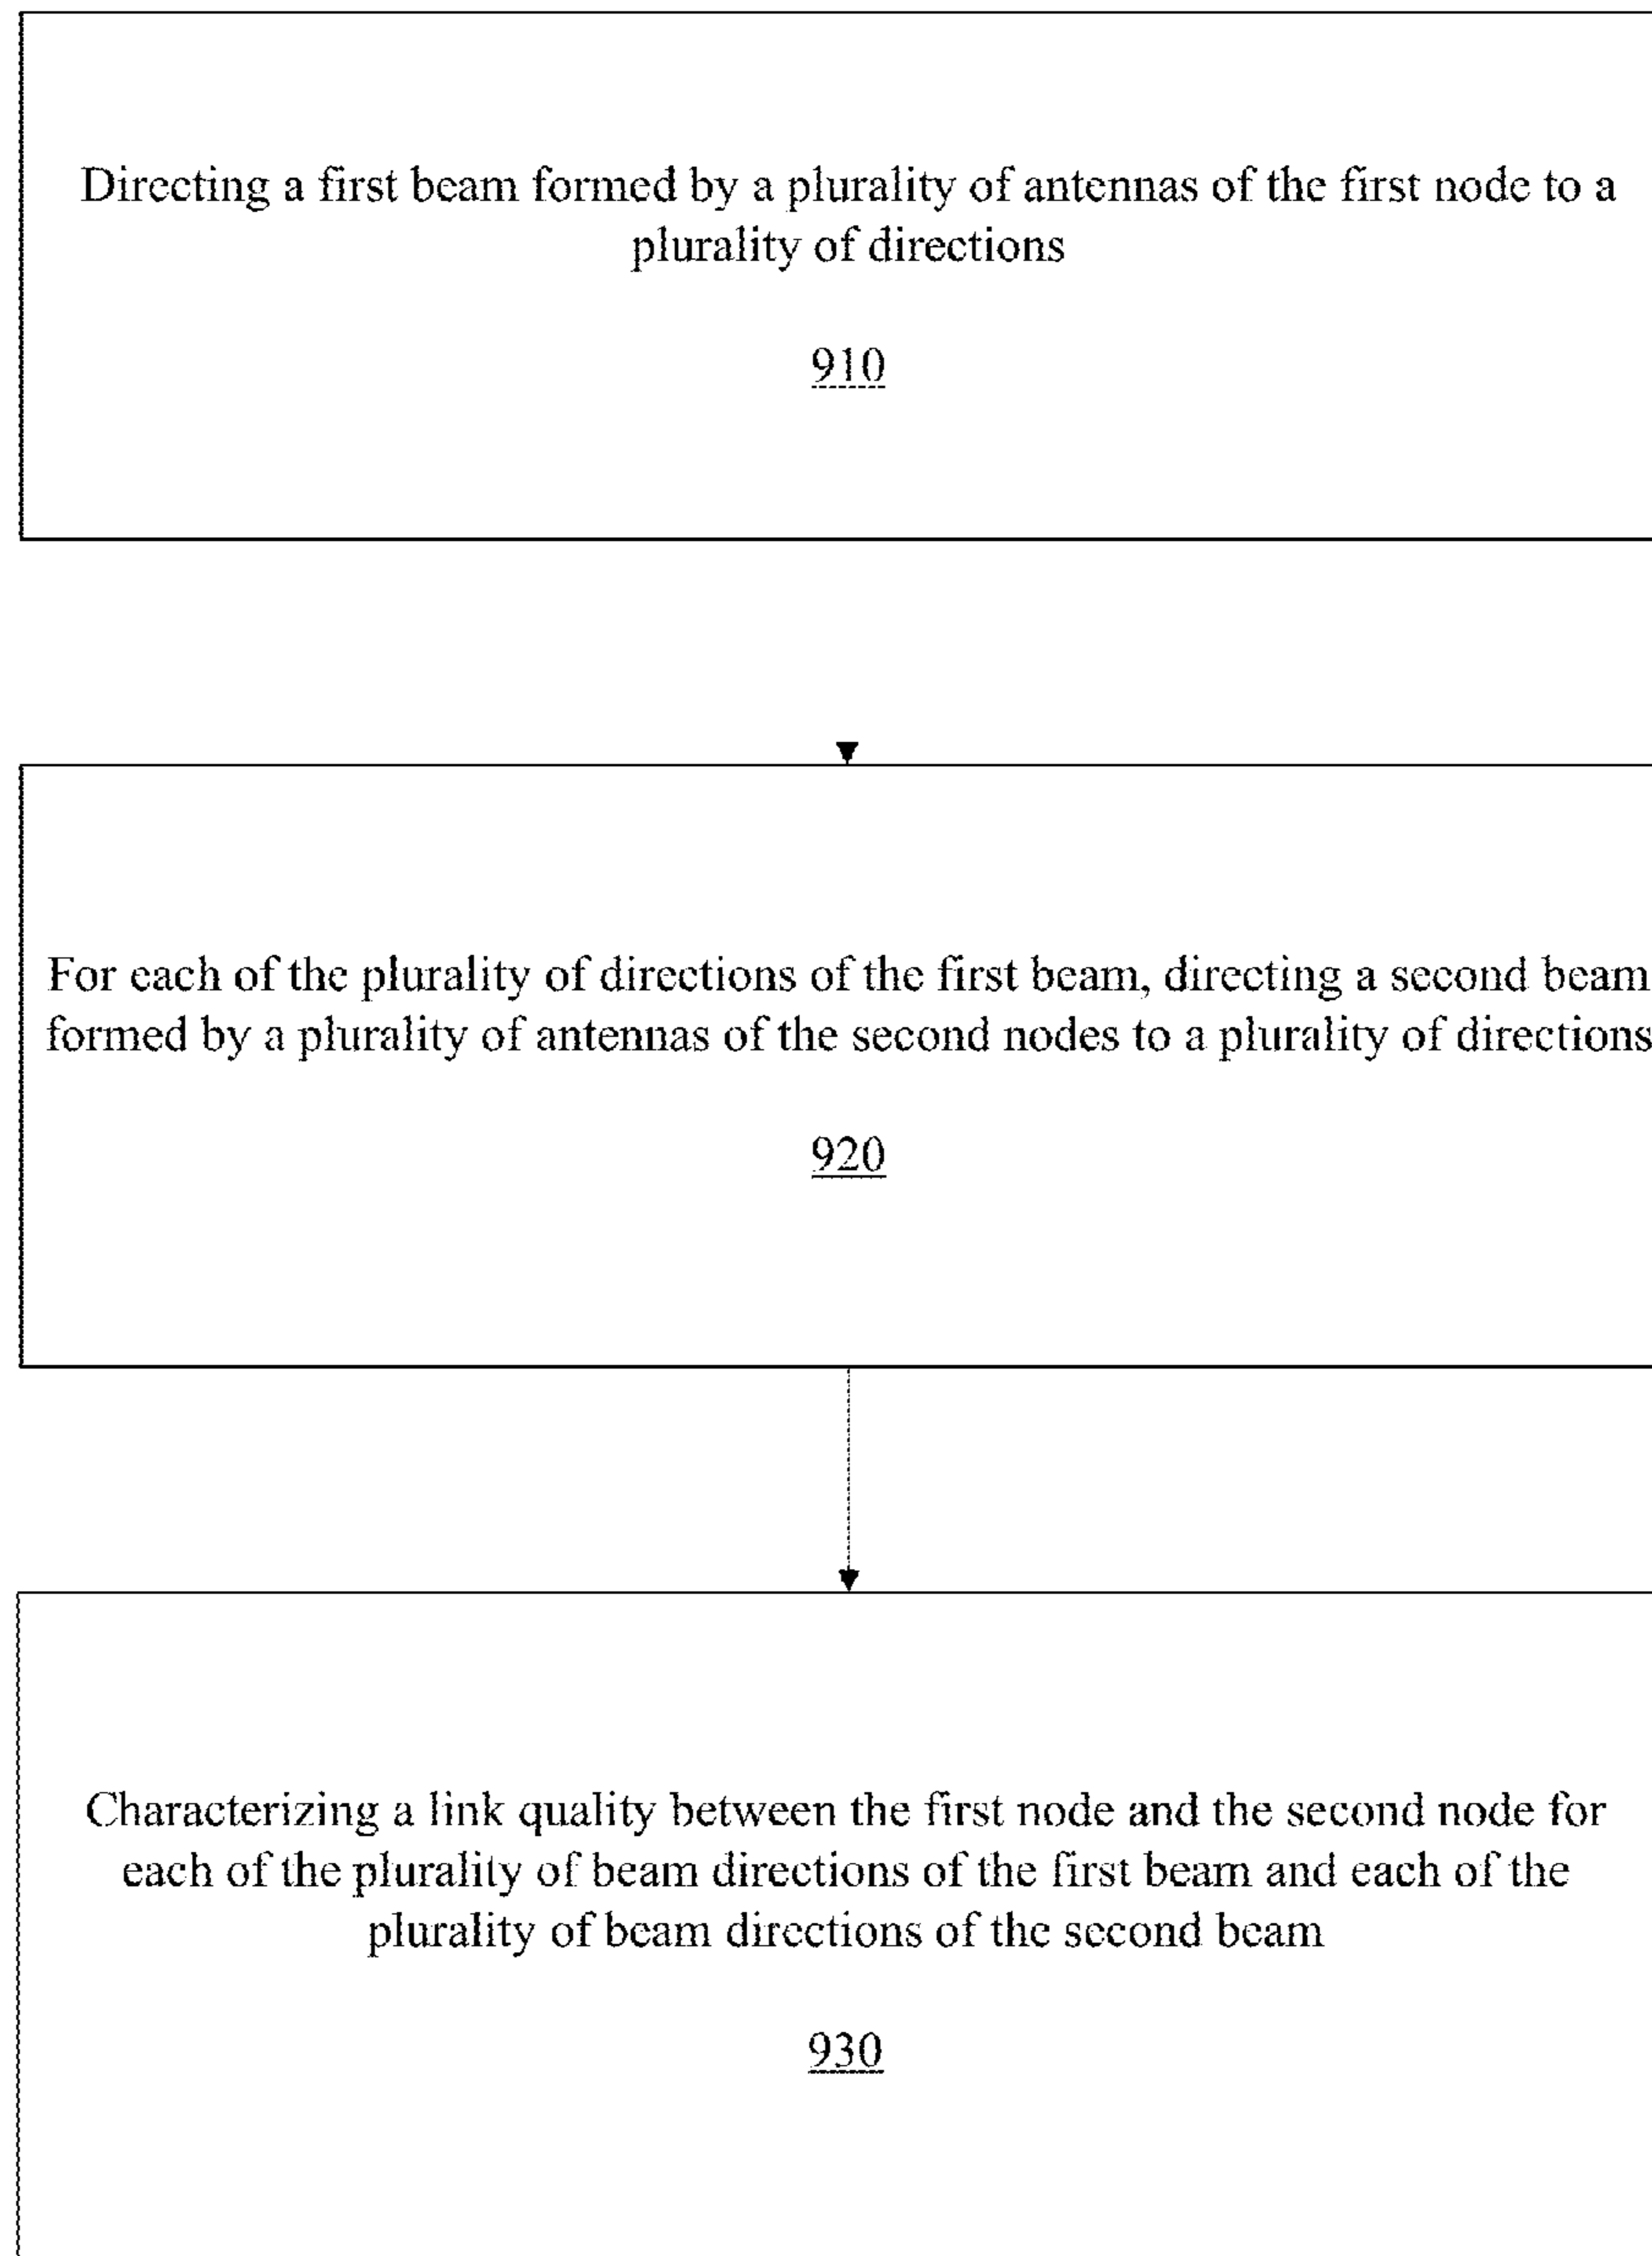 Directing a first beam formed by a plurality of antennas of the first node to a
plurality of directions
910
For each of the plurality of directions of the first beam, directing a second beam
formed by a plurality of antennas of the second nodes to a plurality of directions
920
Characterizing a link quality between the first node and the second node for
each of the plurality of beam directions of the first beam and each of the
plurality of beam directions of the second beam
930